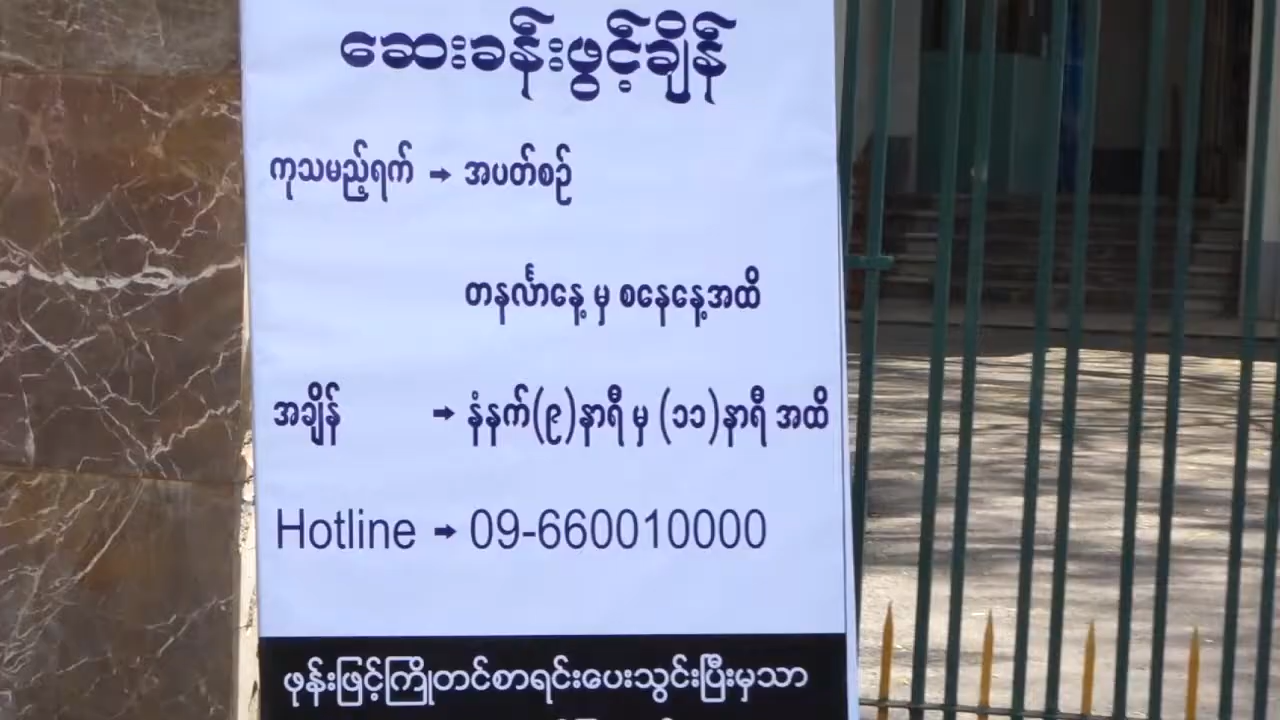 ဆေးခန်းဖွင့်ချိန်
ကုသမည့်ရက် → အပတ်စဉ်
တနင်္လာနေ့ မှ စနေနေ့အထိ
အချိန် → နံနက်(၉)နာရီ မှ (၁၁)နာရီ အထိ
Hotline → 09-660010000
ဖုန်းဖြင့်ကြိုတင်စာရင်းပေးသွင်းပြီးမှသာ